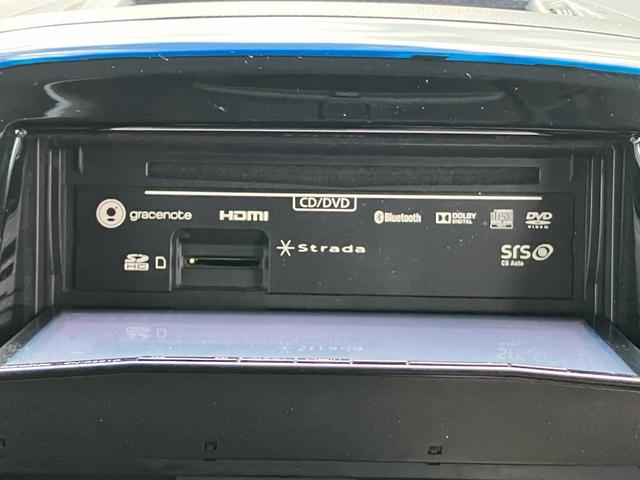 CD/DVD
gracenote HDMI Bluetooth DOLBY DIGITAL DVD VIDEO
SD HC Strada SRS CS Auto